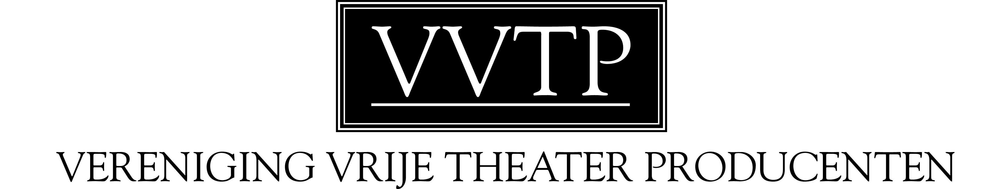 VVTP
VERENIGING VRIJE THEATER PRODUCENTEN